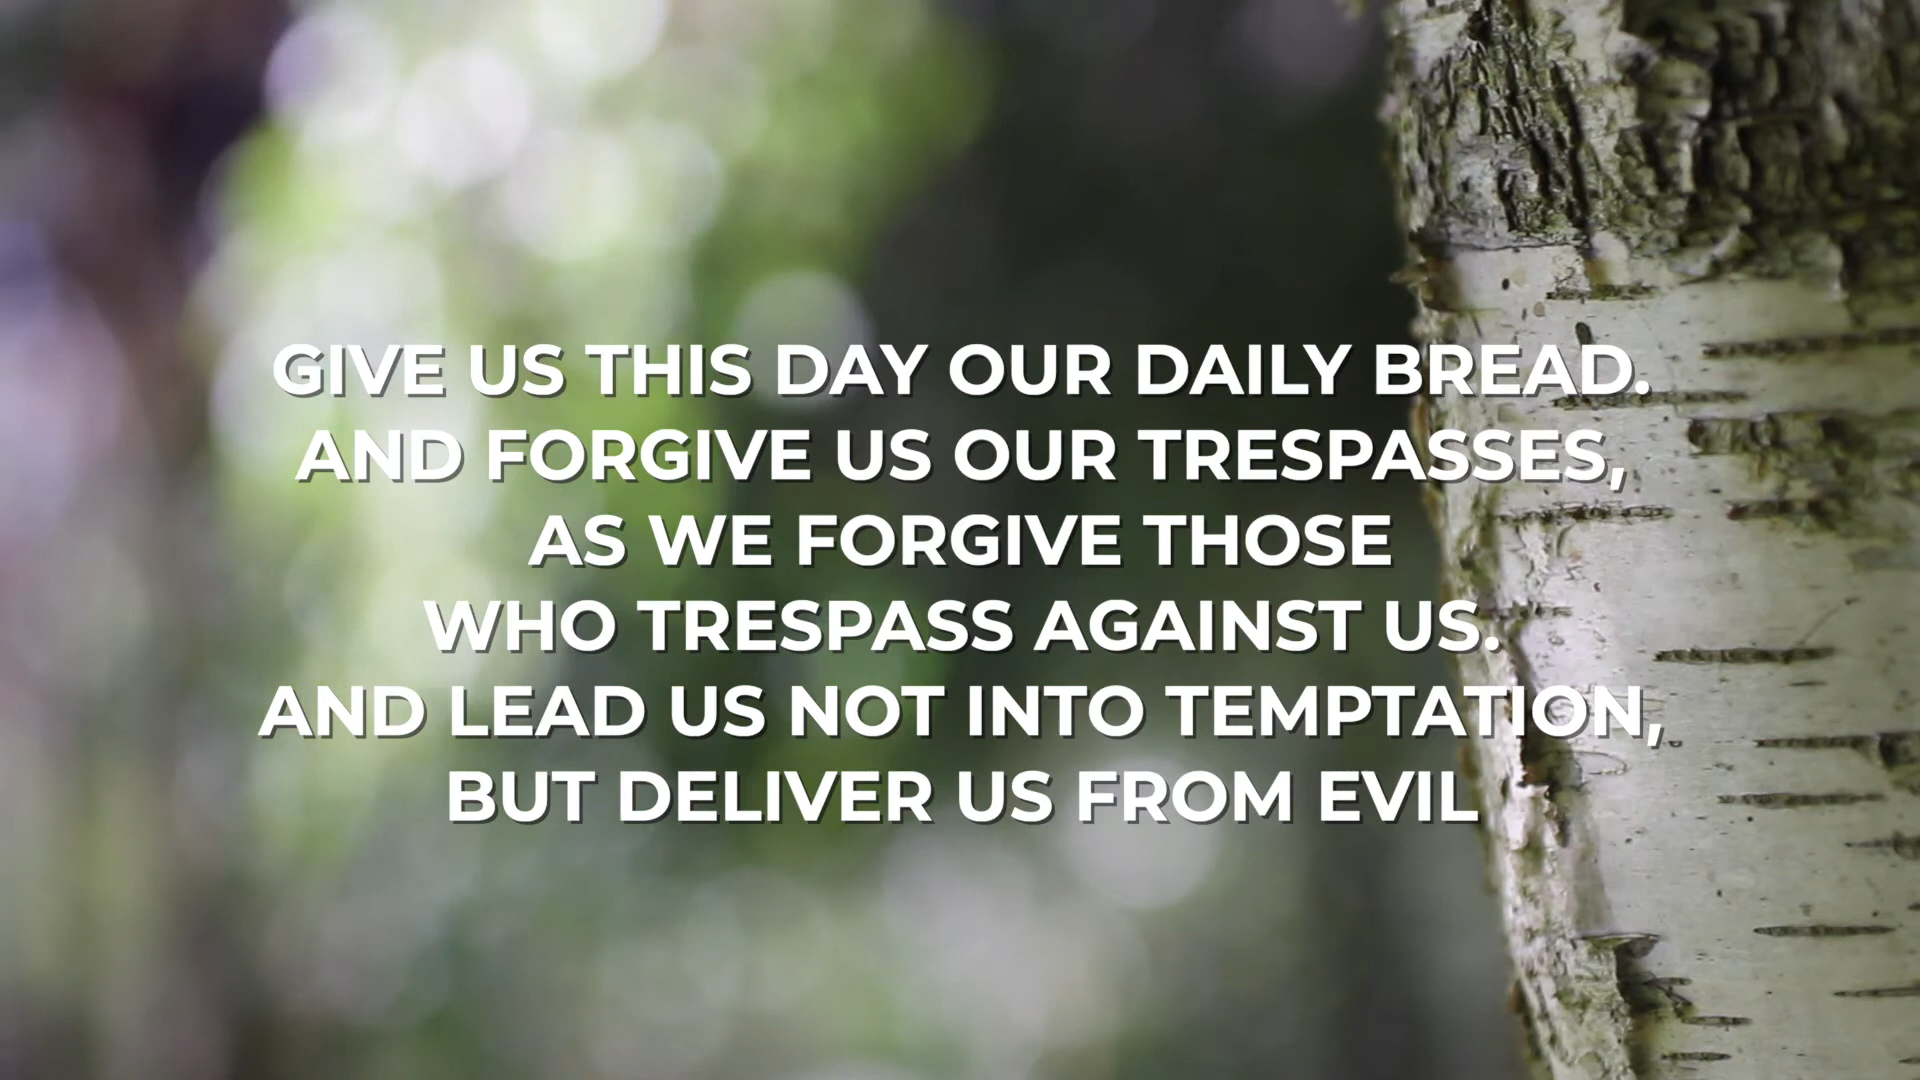 GIVE US THIS DAY OUR DAILY BREAD.
AND FORGIVE US OUR TRESPASSES,
AS WE FORGIVE THOSE
WHO TRESPASS AGAINST US.
AND LEAD US NOT INTO TEMPTATION,
BUT DELIVER US FROM EVIL